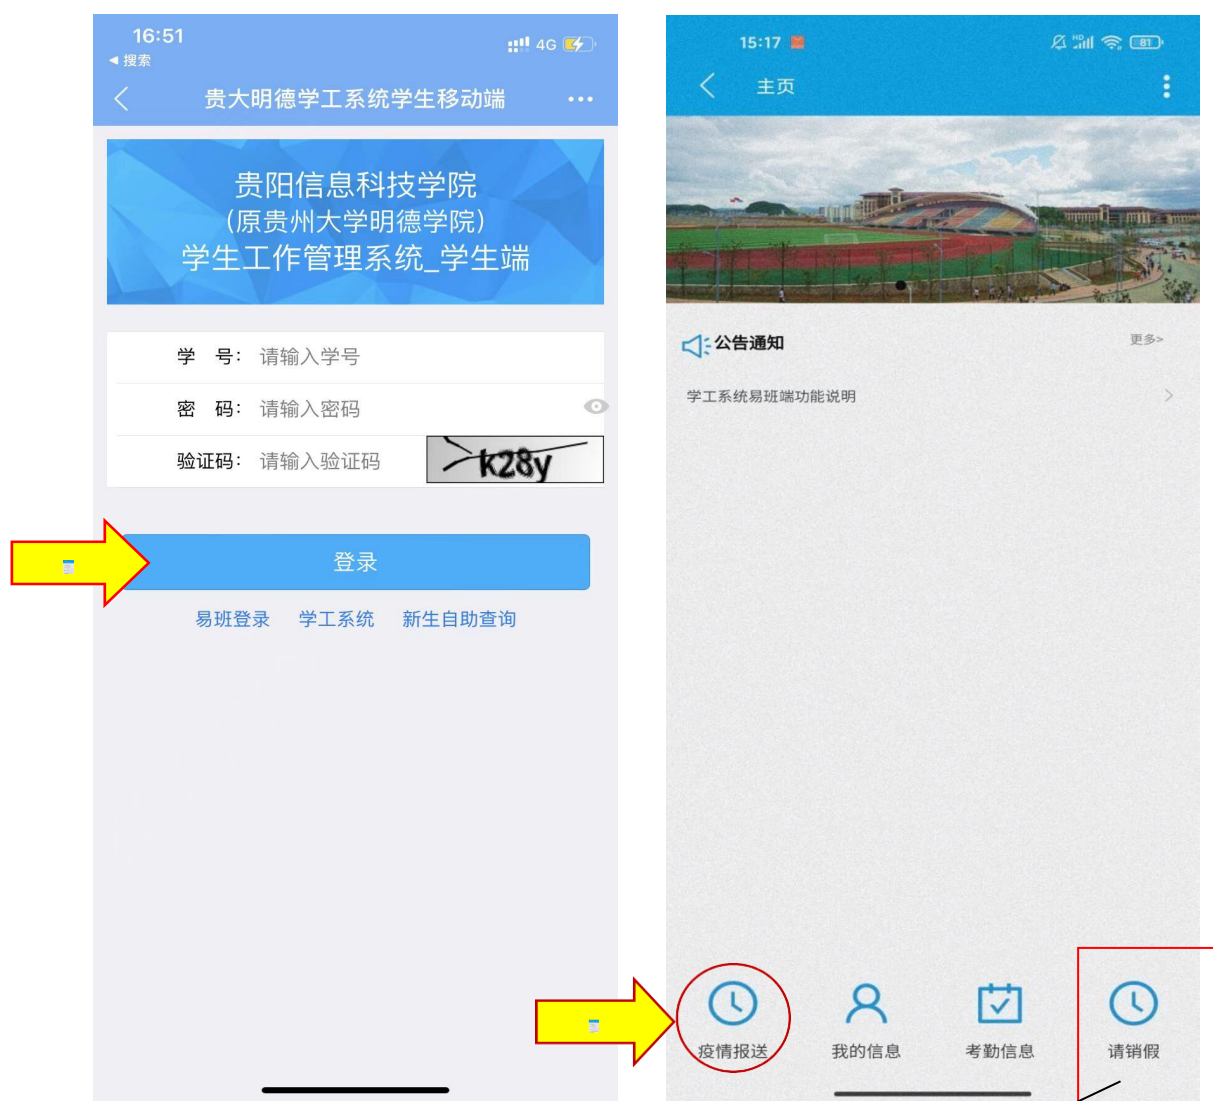 16:51
4G
◀ 搜索
贵大明德学工系统学生移动端
贵阳信息科技学院
（原贵州大学明德学院）
学生工作管理系统_学生端
学 号： 请输入学号
密 码： 请输入密码
验证码： 请输入验证码
k28y
登录
易班登录 学工系统 新生自助查询
15:17
HD
81
主页
公告通知
更多>
学工系统易班端功能说明
疫情报送
我的信息
考勤信息
请销假